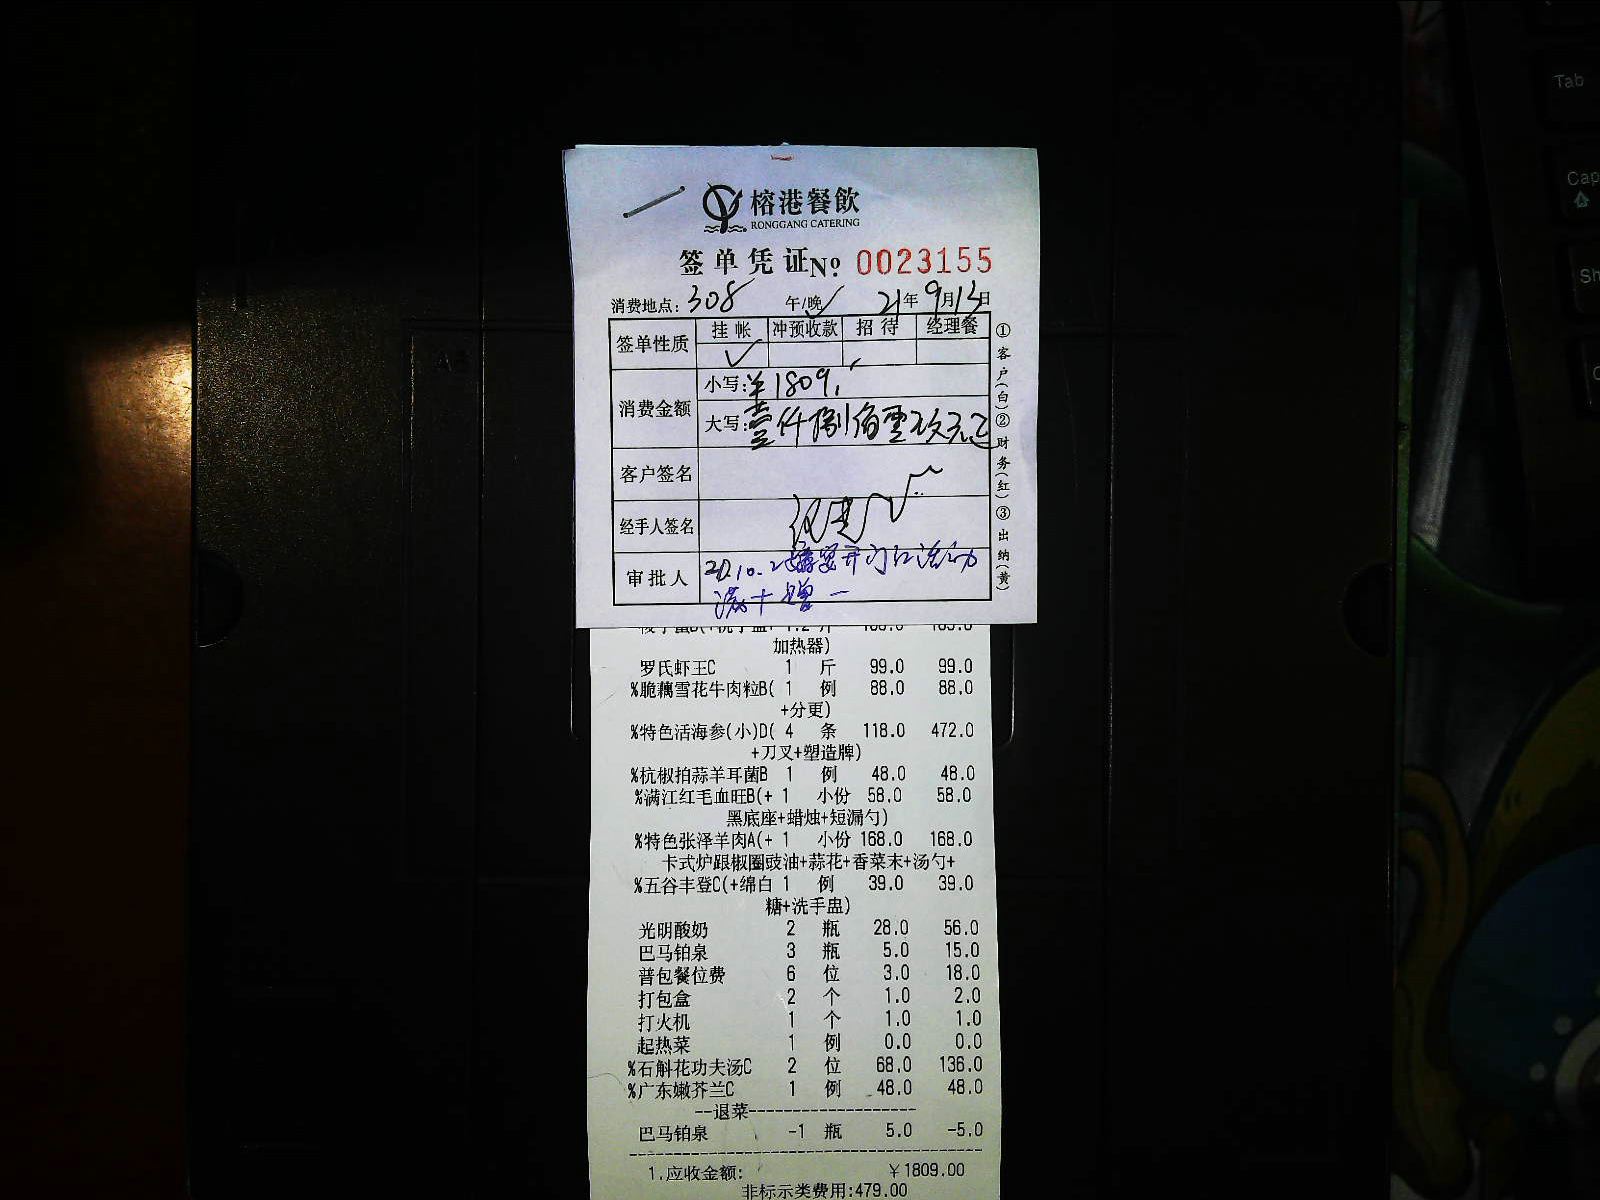 榕港餐飲
RONGGANG CATERING
签单凭证 № 0023155
消费地点: 308 午/晚✓ 21年9月13日
签单性质 挂帐 冲预收款 招待 经理餐
✓
消费金额 小写: ¥1809.
大写: 壹仟捌佰零玖元正
客户签名
经手人签名
审批人
满十赠一
①客户(白)②财务(红)③出纳(黄)
加热器)
罗氏虾王C 1 斤 99.0 99.0
%脆藕雪花牛肉粒B( 1 例 88.0 88.0
+分更)
%特色活海参(小)D( 4 条 118.0 472.0
+刀叉+塑造牌)
%杭椒拍蒜羊耳菌B 1 例 48.0 48.0
%满江红毛血旺B(+ 1 小份 58.0 58.0
黑底座+蜡烛+短漏勺)
%特色张泽羊肉A(+ 1 小份 168.0 168.0
卡式炉跟椒圈豉油+蒜花+香菜末+汤勺+
%五谷丰登C(+绵白 1 例 39.0 39.0
糖+洗手盅)
光明酸奶 2 瓶 28.0 56.0
巴马铂泉 3 瓶 5.0 15.0
普包餐位费 6 位 3.0 18.0
打包盒 2 个 1.0 2.0
打火机 1 个 1.0 1.0
起热菜 1 例 0.0 0.0
%石斛花功夫汤C 2 位 68.0 136.0
%广东嫩芥兰C 1 例 48.0 48.0
--退菜--------------------
巴马铂泉 -1 瓶 5.0 -5.0
1.应收金额: ￥1809.00
非标示类费用:479.00
Tab